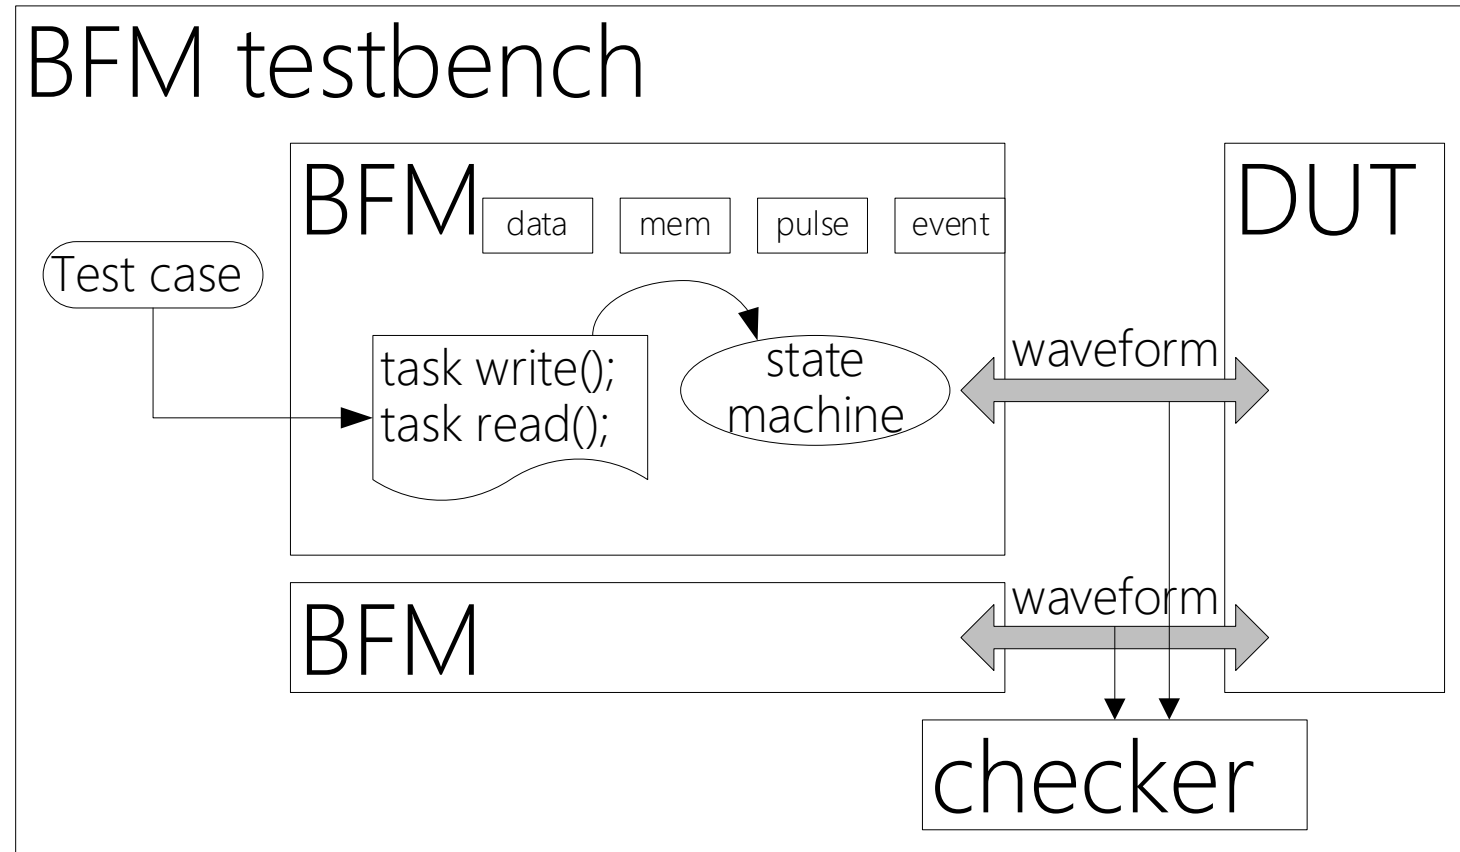 BFM testbench
BFM
DUT
data
mem
pulse
event
Test case
task write();
task read();
state
machine
waveform
BFM
waveform
checker